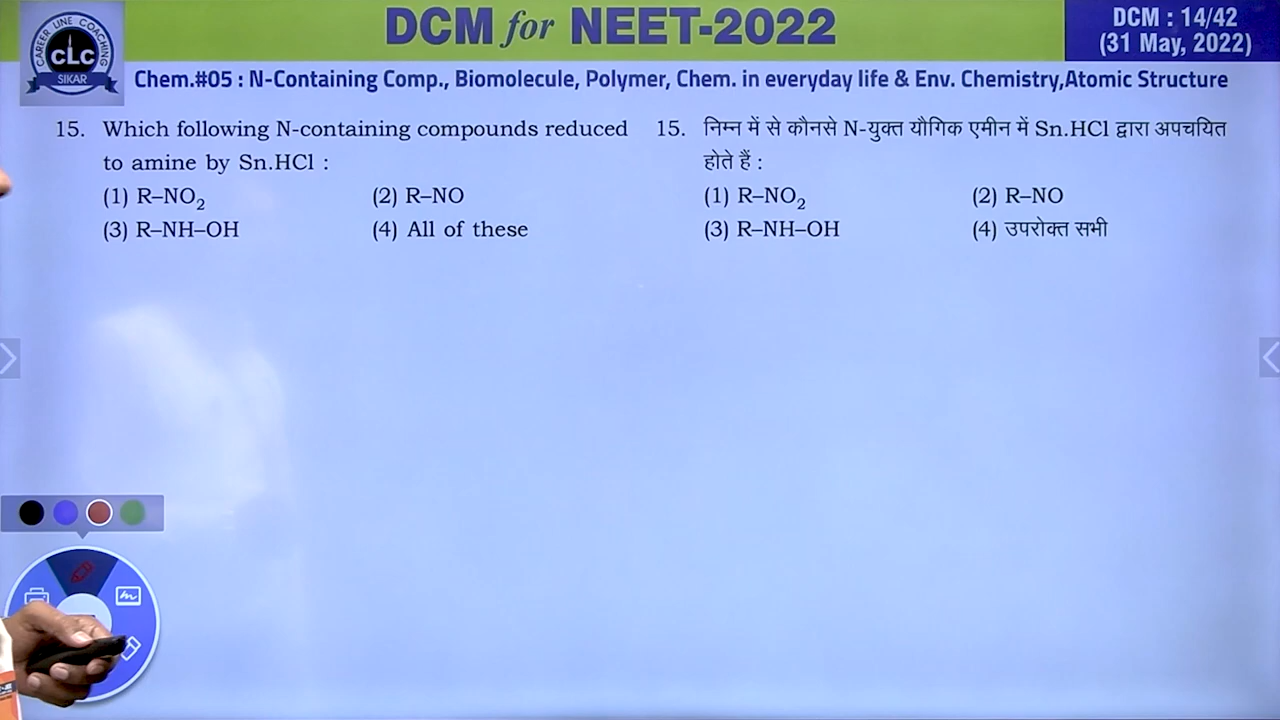 DCM for NEET-2022
DCM : 14/42
(31 May, 2022)
CAREER LINE COACHING
CLC
SIKAR
Chem.#05 : N-Containing Comp., Biomolecule, Polymer, Chem. in everyday life & Env. Chemistry,Atomic Structure
15. Which following N-containing compounds reduced
to amine by Sn.HCl :
(1) R–NO₂ (2) R–NO
(3) R–NH–OH (4) All of these
15. निम्न में से कौनसे N-युक्त यौगिक एमीन में Sn.HCl द्वारा अपचयित
होते हैं :
(1) R–NO₂ (2) R–NO
(3) R–NH–OH (4) उपरोक्त सभी